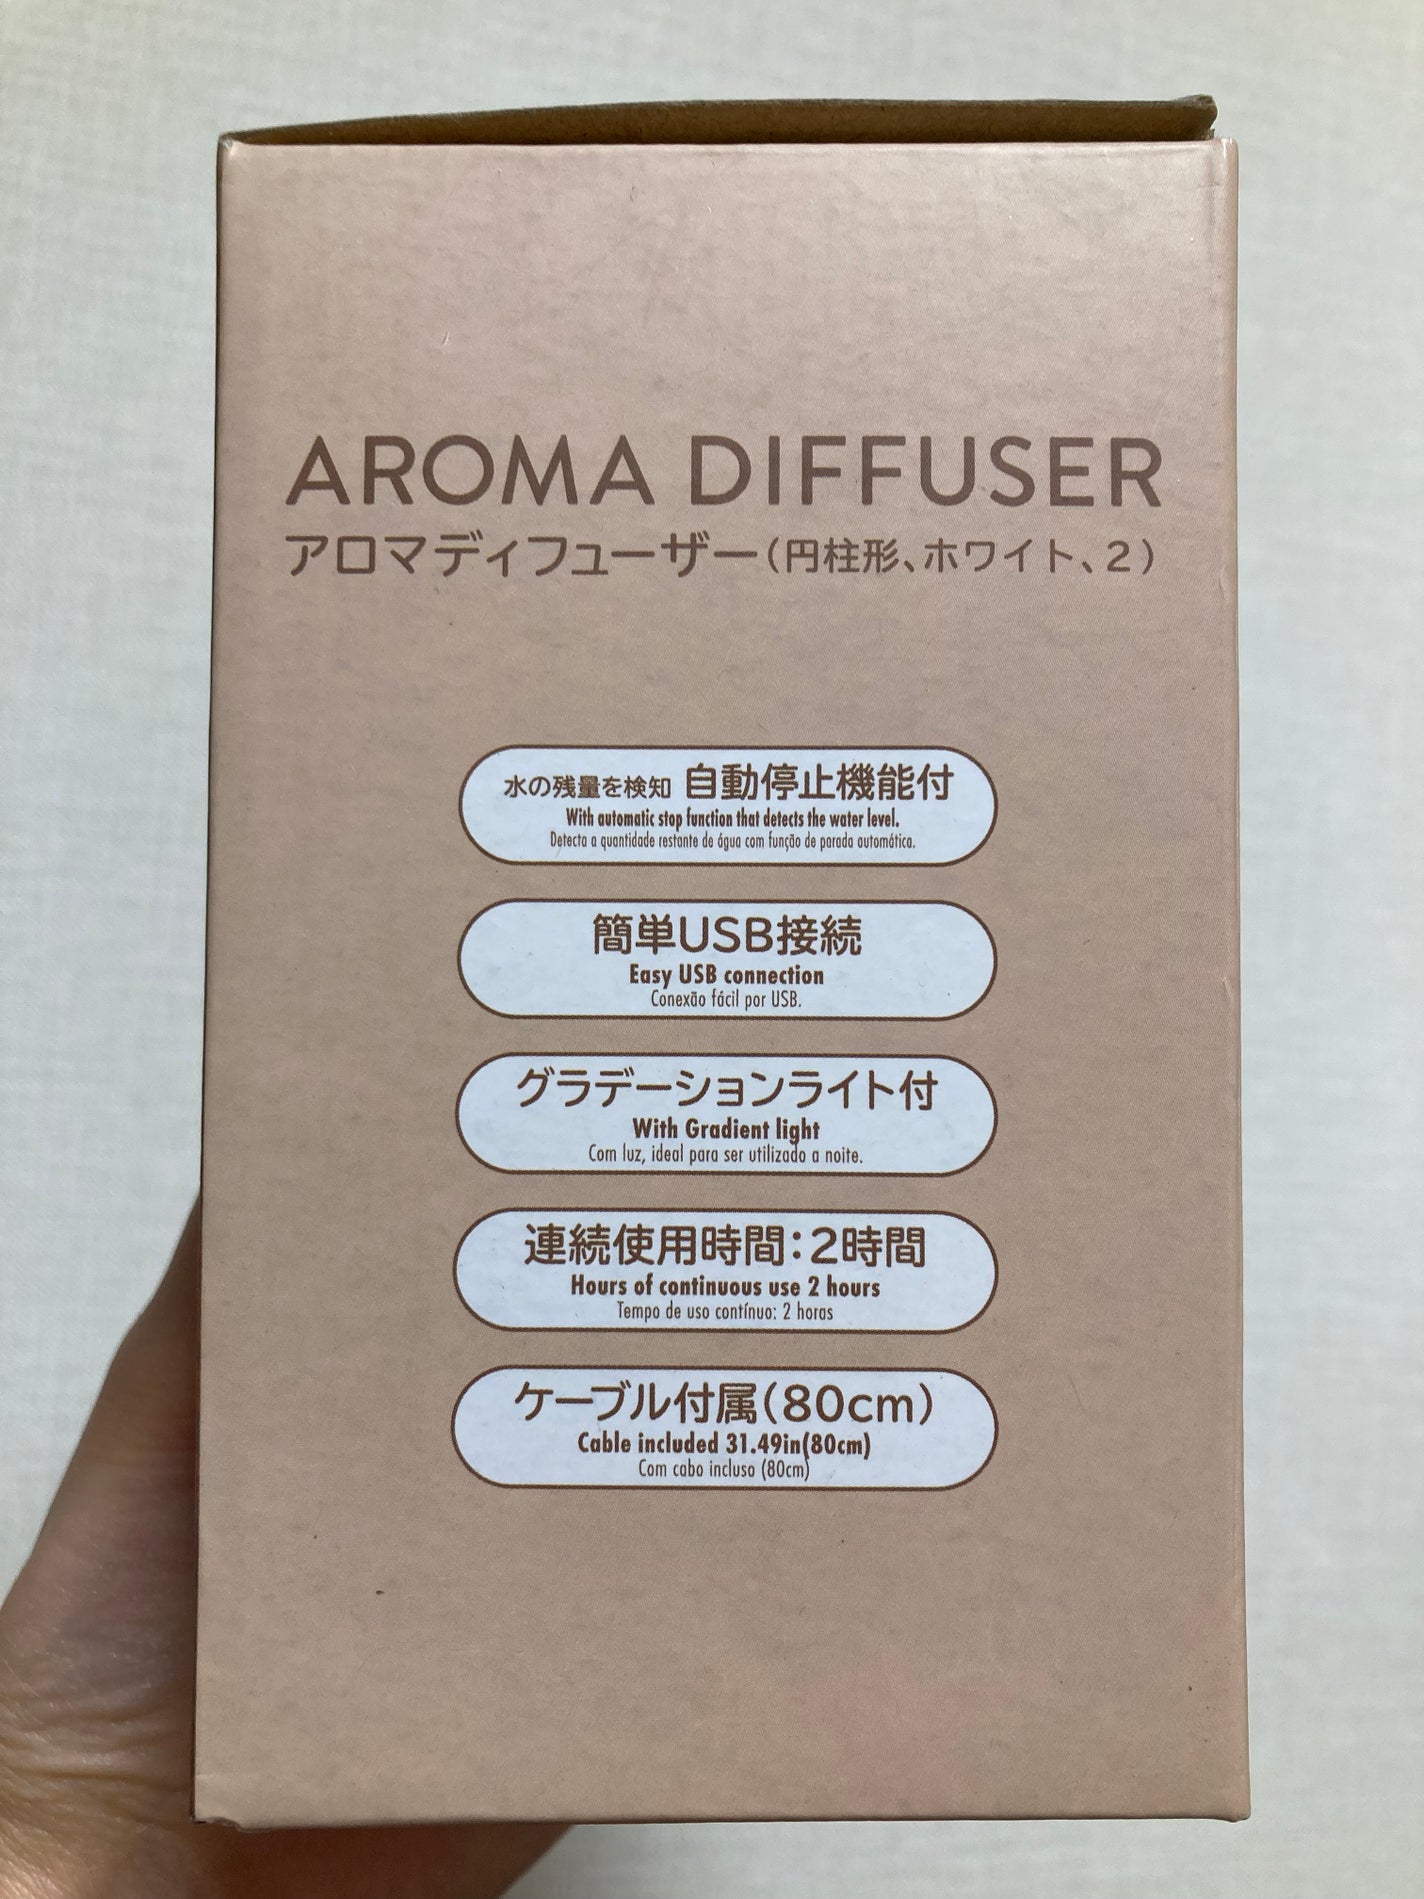 AROMA DIFFUSER
アロマディフューザー（円柱形、ホワイト、2）
水の残量を検知 自動停止機能付
With automatic stop function that detects the water level.
Detecta a quantidade restante de água com função de parada automática.
簡単USB接続
Easy USB connection
Conexão fácil por USB.
グラデーションライト付
With Gradient light
Com luz, ideal para ser utilizado a noite.
連続使用時間：2時間
Hours of continuous use 2 hours
Tempo de uso contínuo: 2 horas
ケーブル付属（80cm）
Cable included 31.49in(80cm)
Com cabo incluso (80cm)